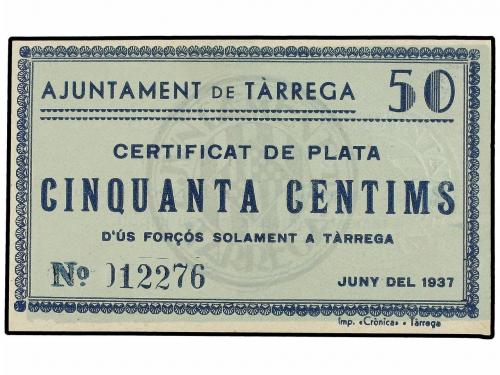 AJUNTAMENT DE TÀRREGA 50
CERTIFICAT DE PLATA
CINQUANTA CENTIMS
D'ÚS FORÇÓS SOLAMENT A TÀRREGA
Nº 012276 JUNY DEL 1937
Imp. «Crònica» - Tàrrega